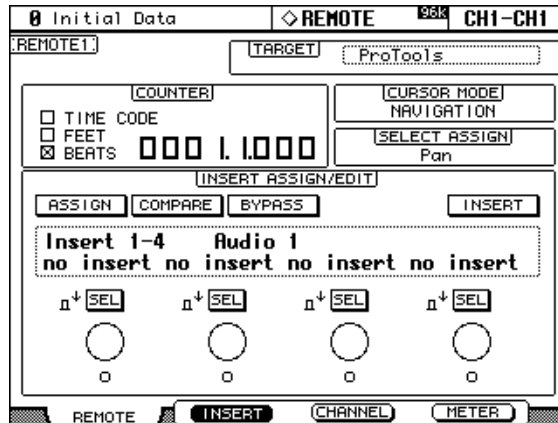 0 Initial Data ◇REMOTE 96K CH1-CH1
REMOTE1
TARGET ProTools
COUNTER
TIME CODE
FEET
BEATS
000 1.1.000
CURSOR MODE
NAVIGATION
SELECT ASSIGN
Pan
INSERT ASSIGN/EDIT
ASSIGN COMPARE BYPASS INSERT
Insert 1-4 Audio 1
no insert no insert no insert no insert
SEL SEL SEL SEL
REMOTE INSERT CHANNEL METER